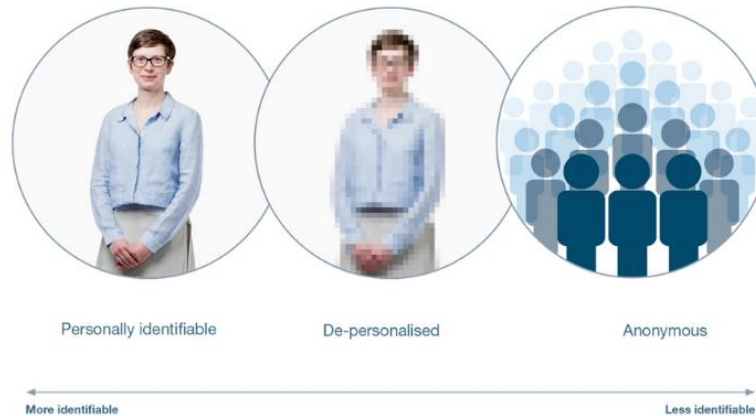 Personally identifiable
De-personalised
Anonymous
More identifiable
Less identifiable